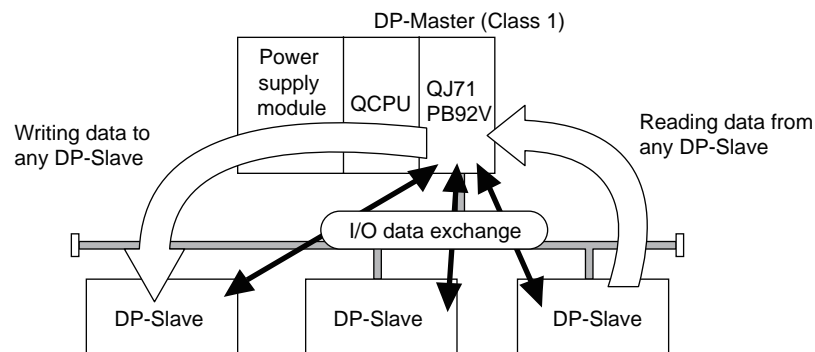 DP-Master (Class 1)
Power
supply
module
QCPU
QJ71
PB92V
Writing data to
any DP-Slave
Reading data from
any DP-Slave
I/O data exchange
DP-Slave
DP-Slave
DP-Slave